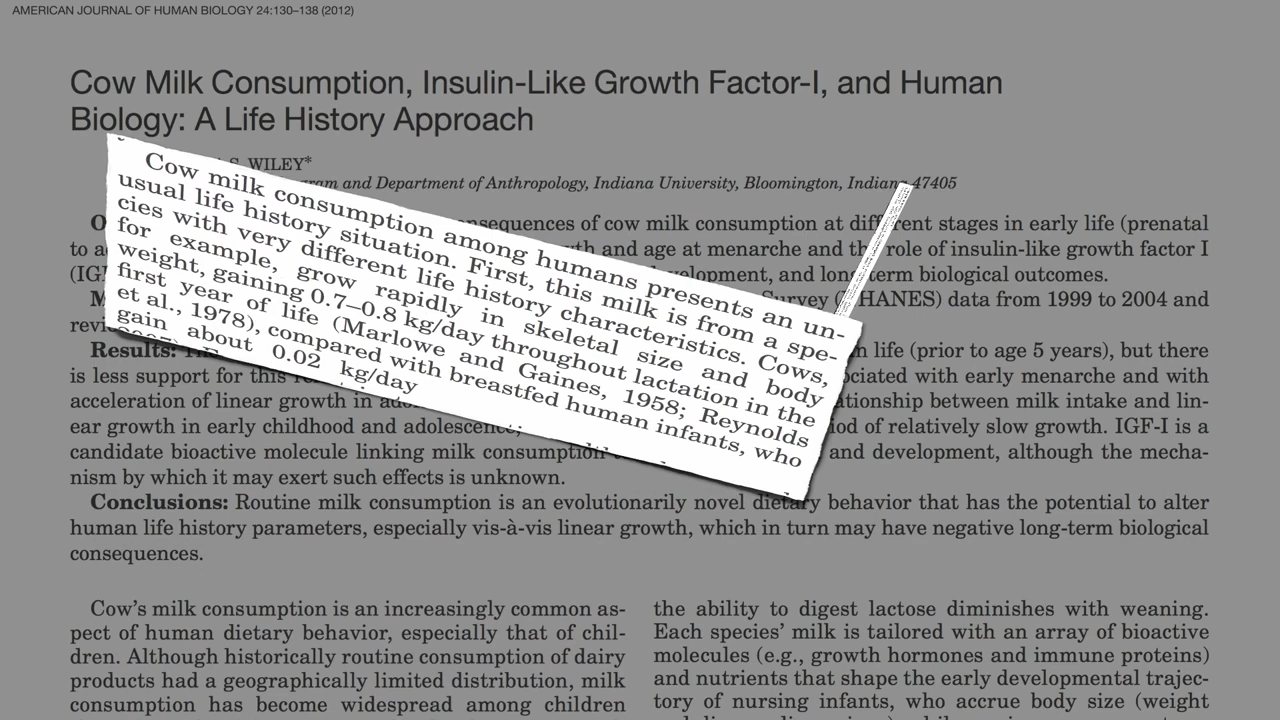 AMERICAN JOURNAL OF HUMAN BIOLOGY 24:130–138 (2012)
Cow Milk Consumption, Insulin-Like Growth Factor-I, and Human
Biology: A Life History Approach
S. WILEY*
and Department of Anthropology, Indiana University, Bloomington, Indiana 47405
Cow milk consumption among humans presents an un-
usual life history situation. First, this milk is from a spe-
cies with very different life history characteristics. Cows,
for example, grow rapidly in skeletal size and body
weight, gaining 0.7–0.8 kg/day throughout lactation in the
first year of life (Marlowe and Gaines, 1958; Reynolds
et al., 1978), compared with breastfed human infants, who
gain about 0.02 kg/day
of cow milk consumption at different stages in early life (prenatal
to and age at menarche and the role of insulin-like growth factor I
and long-term biological outcomes.
data from 1999 to 2004 and
Results: life (prior to age 5 years), but there
is less support for this with early menarche and with
acceleration of linear growth in between milk intake and lin-
ear growth in early childhood and adolescence; of relatively slow growth. IGF-I is a
candidate bioactive molecule linking milk consumption and development, although the mecha-
nism by which it may exert such effects is unknown.
Conclusions: Routine milk consumption is an evolutionarily novel dietary behavior that has the potential to alter
human life history parameters, especially vis-à-vis linear growth, which in turn may have negative long-term biological
consequences.
Cow's milk consumption is an increasingly common as-
pect of human dietary behavior, especially that of chil-
dren. Although historically routine consumption of dairy
products had a geographically limited distribution, milk
consumption has become widespread among children
the ability to digest lactose diminishes with weaning.
Each species' milk is tailored with an array of bioactive
molecules (e.g., growth hormones and immune proteins)
and nutrients that shape the early developmental trajec-
tory of nursing infants, who accrue body size (weight